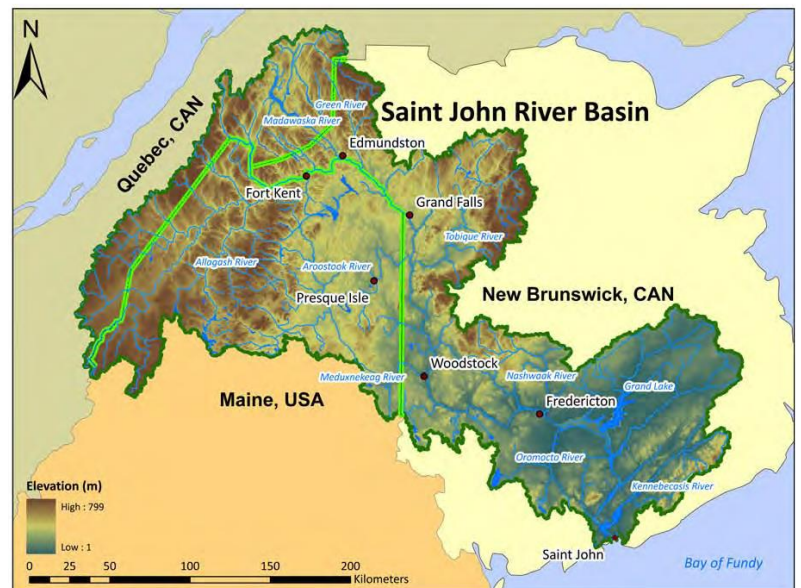 N
Quebec, CAN
Green River
Madawaska River
Saint John River Basin
Edmundston
Fort Kent
Grand Falls
Tobique River
Allagash River
Aroostook River
Presque Isle
New Brunswick, CAN
Woodstock
Meduxnekeag River
Nashwaak River
Grand Lake
Maine, USA
Fredericton
Oromocto River
Kennebecasis River
Elevation (m)
High : 799
Low : 1
Saint John
Bay of Fundy
0 25 50 100 150 200
Kilometers